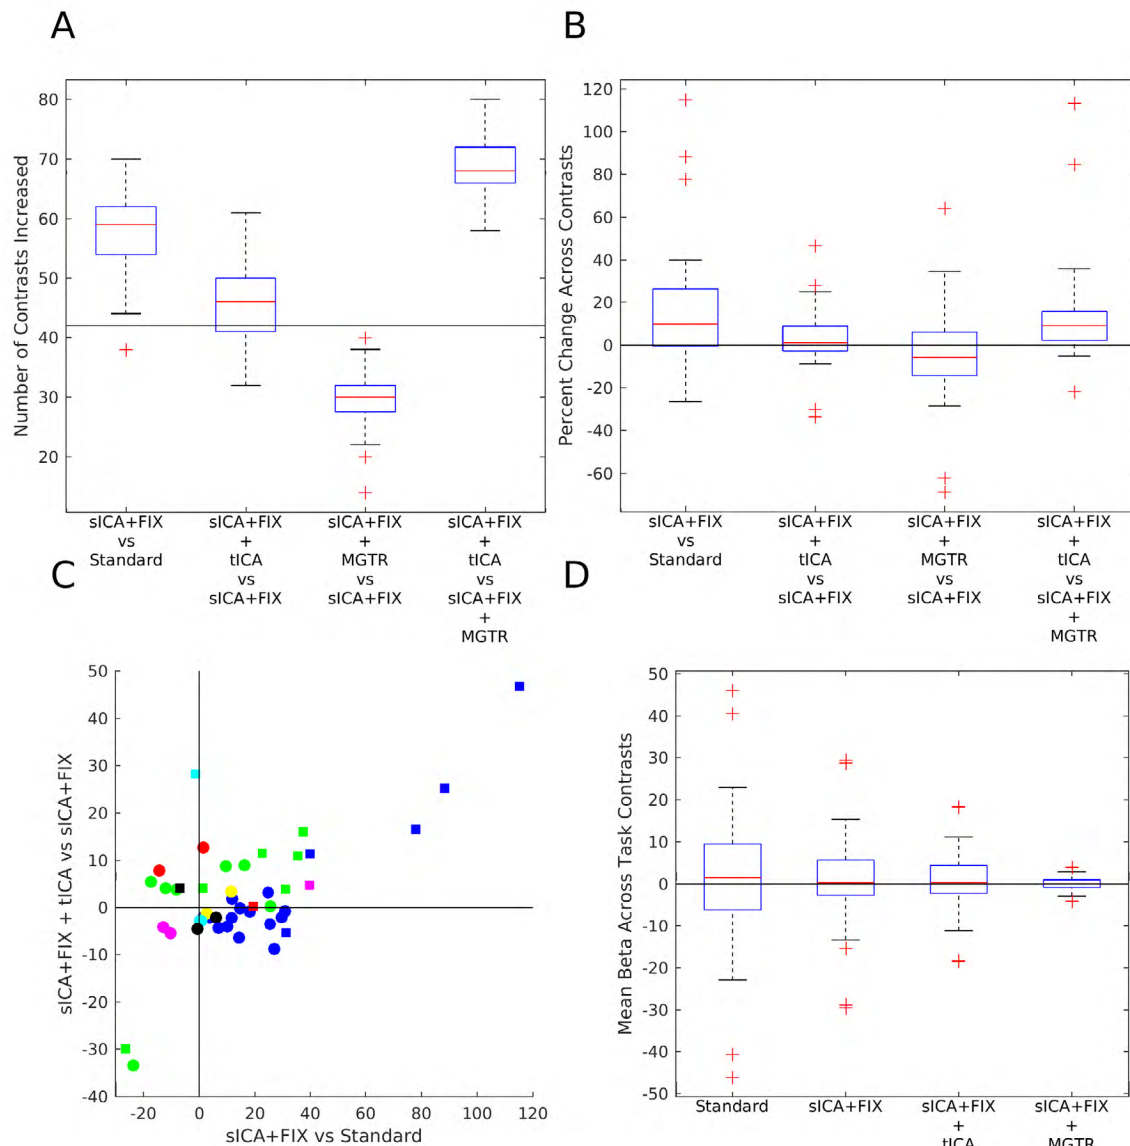 A
Number of Contrasts Increased
80
70
60
50
40
30
20
sICA+FIX
vs
Standard
sICA+FIX
+
tICA
vs
sICA+FIX
sICA+FIX
+
MGTR
vs
sICA+FIX
sICA+FIX
+
tICA
vs
sICA+FIX
+
MGTR
B
Percent Change Across Contrasts
120
100
80
60
40
20
0
-20
-40
-60
sICA+FIX
vs
Standard
sICA+FIX
+
tICA
vs
sICA+FIX
sICA+FIX
+
MGTR
vs
sICA+FIX
sICA+FIX
+
tICA
vs
sICA+FIX
+
MGTR
C
sICA+FIX + tICA vs sICA+FIX
50
40
30
20
10
0
-10
-20
-30
-40
-20 0 20 40 60 80 100 120
sICA+FIX vs Standard
D
Mean Beta Across Task Contrasts
50
40
30
20
10
0
-10
-20
-30
-40
-50
Standard
sICA+FIX
sICA+FIX
+
tICA
sICA+FIX
+
MGTR